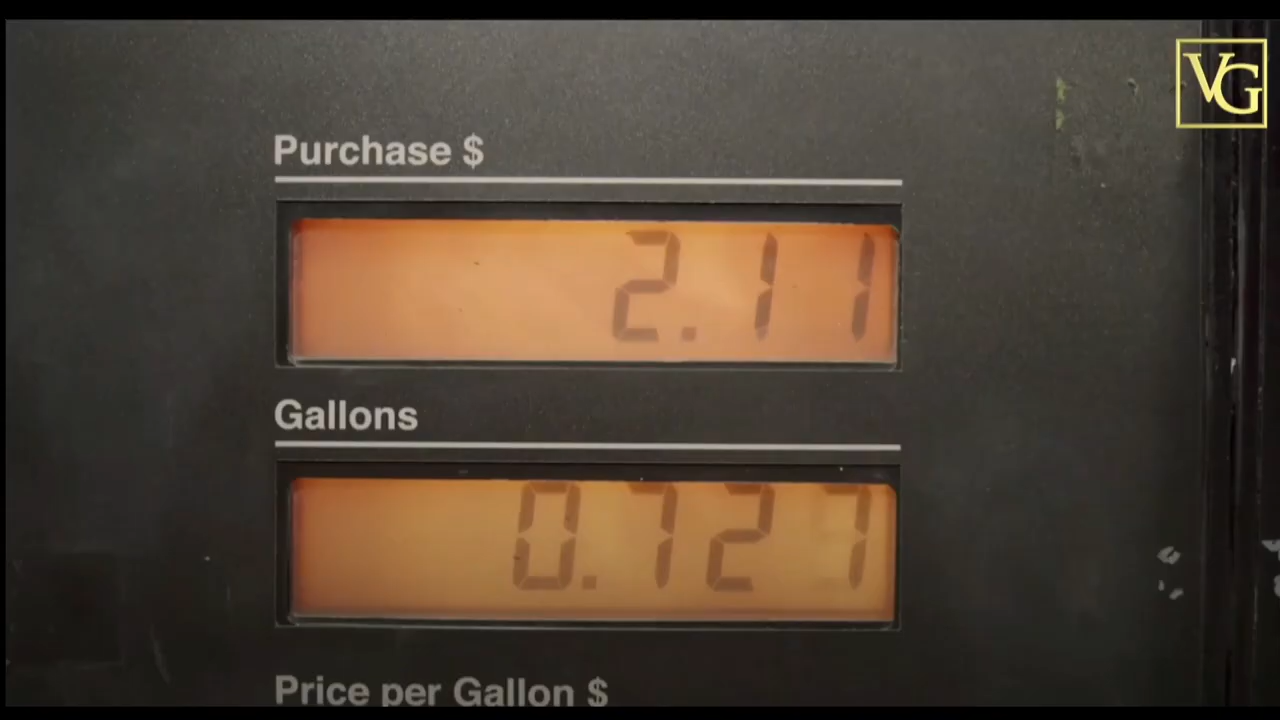 VG
Purchase $
2.11
Gallons
0.727
Price per Gallon $